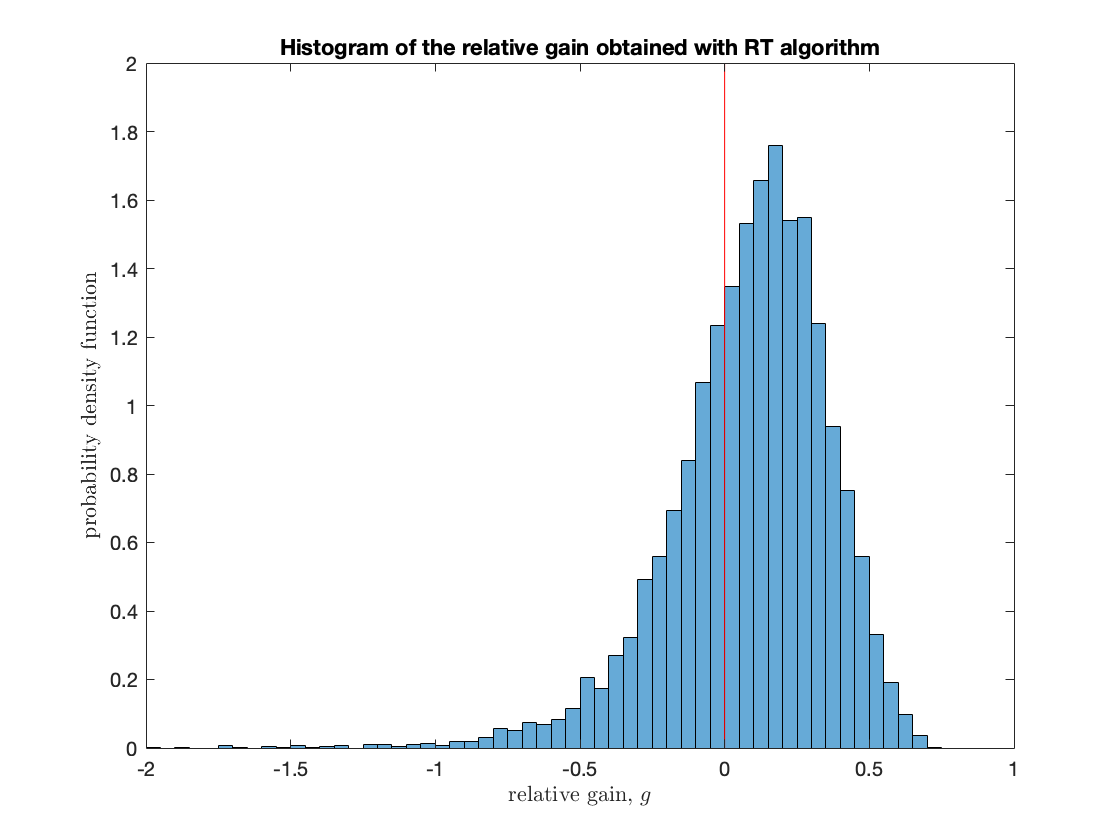 Histogram of the relative gain obtained with RT algorithm
2
1.8
1.6
1.4
1.2
1
0.8
0.6
0.4
0.2
0
probability density function
-2 -1.5 -1 -0.5 0 0.5 1
relative gain, g